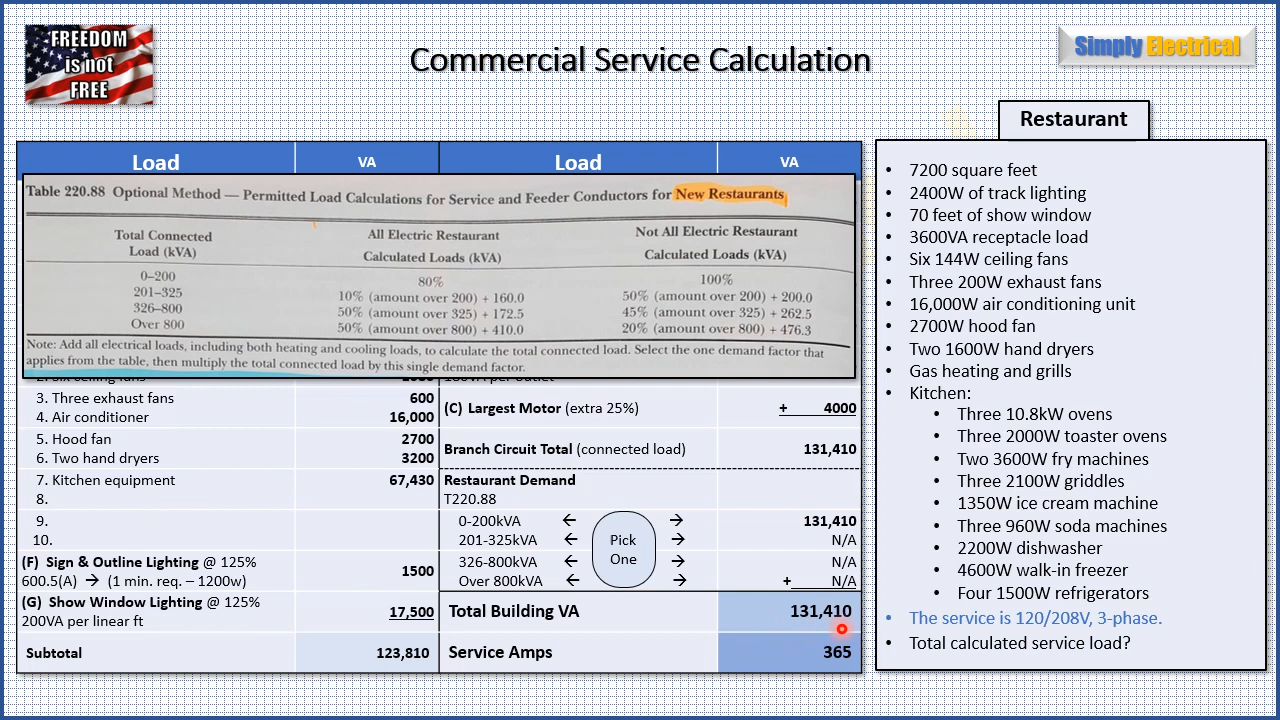 FREEDOM
is not
FREE
Commercial Service Calculation
Simply Electrical
Load VA Load VA
Table 220.88 Optional Method — Permitted Load Calculations for Service and Feeder Conductors for New Restaurants
Total Connected
Load (kVA)
All Electric Restaurant
Calculated Loads (kVA)
Not All Electric Restaurant
Calculated Loads (kVA)
0–200 80% 100%
201–325 10% (amount over 200) + 160.0 50% (amount over 200) + 200.0
326–800 50% (amount over 325) + 172.5 45% (amount over 325) + 262.5
Over 800 50% (amount over 800) + 410.0 20% (amount over 800) + 476.3
Note: Add all electrical loads, including both heating and cooling loads, to calculate the total connected load. Select the one demand factor that
applies from the table, then multiply the total connected load by this single demand factor.
3. Three exhaust fans 600
4. Air conditioner 16,000
5. Hood fan 2700
6. Two hand dryers 3200
7. Kitchen equipment 67,430
8.
9.
10.
(F) Sign & Outline Lighting @ 125%
600.5(A) → (1 min. req. – 1200w) 1500
(G) Show Window Lighting @ 125%
200VA per linear ft 17,500
Subtotal 123,810
(C) Largest Motor (extra 25%) + 4000
Branch Circuit Total (connected load) 131,410
Restaurant Demand
T220.88
0-200kVA ← → 131,410
201-325kVA ← → N/A
326-800kVA ← → N/A
Over 800kVA ← → + N/A
Pick
One
Total Building VA 131,410
Service Amps 365
Restaurant
• 7200 square feet
• 2400W of track lighting
• 70 feet of show window
• 3600VA receptacle load
• Six 144W ceiling fans
• Three 200W exhaust fans
• 16,000W air conditioning unit
• 2700W hood fan
• Two 1600W hand dryers
• Gas heating and grills
• Kitchen:
• Three 10.8kW ovens
• Three 2000W toaster ovens
• Two 3600W fry machines
• Three 2100W griddles
• 1350W ice cream machine
• Three 960W soda machines
• 2200W dishwasher
• 4600W walk-in freezer
• Four 1500W refrigerators
• The service is 120/208V, 3-phase.
• Total calculated service load?